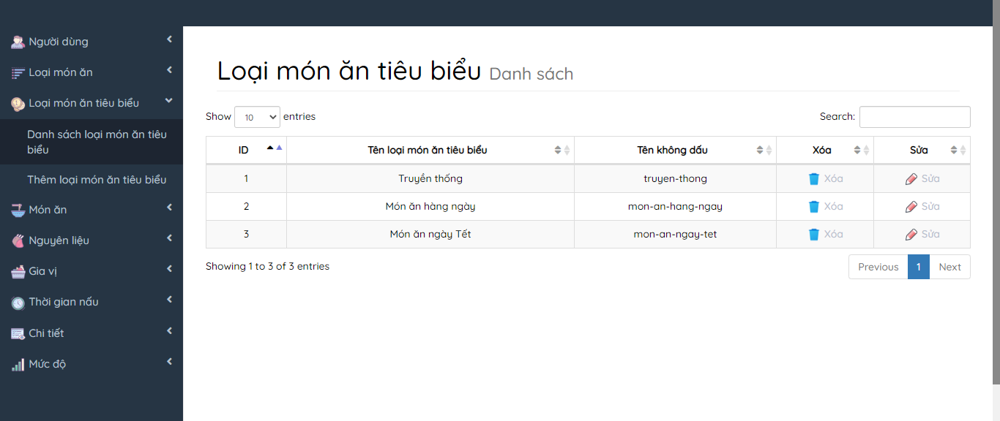 Người dùng
Loại món ăn
Loại món ăn tiêu biểu
Danh sách loại món ăn tiêu
biểu
Thêm loại món ăn tiêu biểu
Món ăn
Nguyên liệu
Gia vị
Thời gian nấu
Chi tiết
Mức độ
Loại món ăn tiêu biểu Danh sách
Show 10 entries Search:
ID Tên loại món ăn tiêu biểu Tên không dấu Xóa Sửa
1 Truyền thống truyen-thong Xóa Sửa
2 Món ăn hàng ngày mon-an-hang-ngay Xóa Sửa
3 Món ăn ngày Tết mon-an-ngay-tet Xóa Sửa
Showing 1 to 3 of 3 entries Previous 1 Next